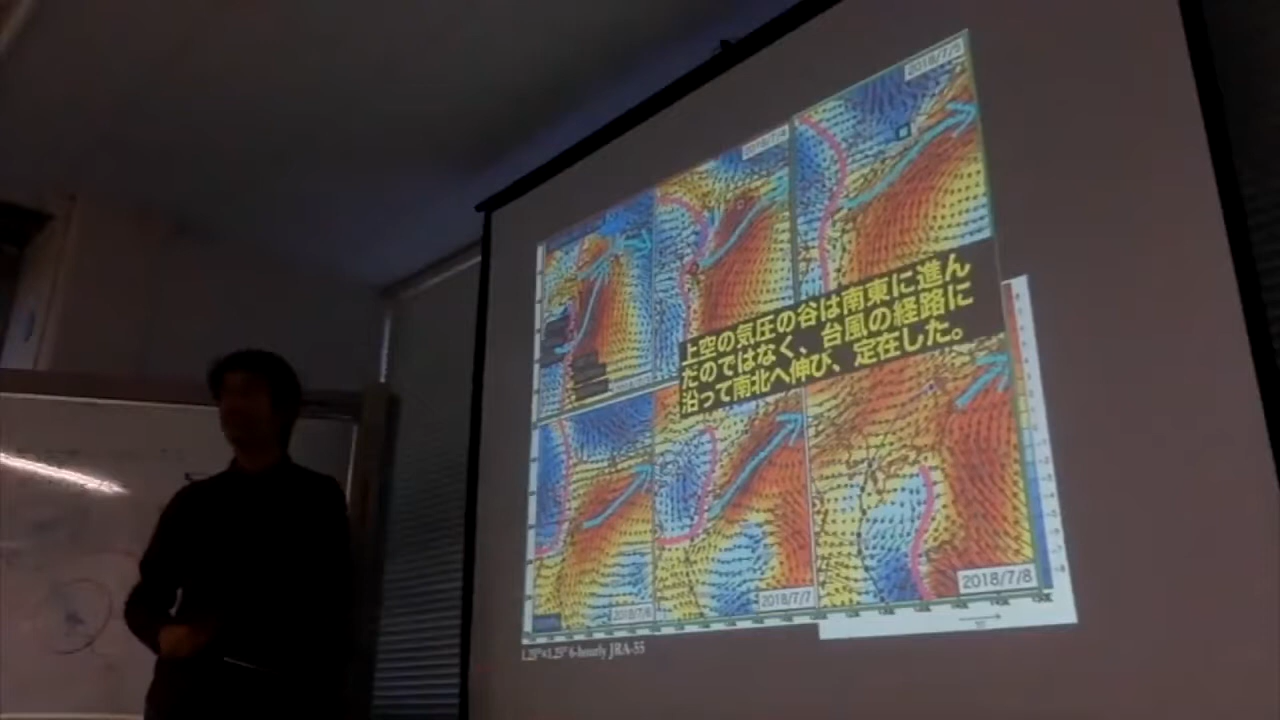 2018/7/5
2018/7/4
上空の気圧の谷は南東に進ん
だのではなく、台風の経路に
沿って南北へ伸び、定在した。
2018/7/6
2018/7/7
2018/7/8
1.25°×1.25° 6-hourly JRA-55